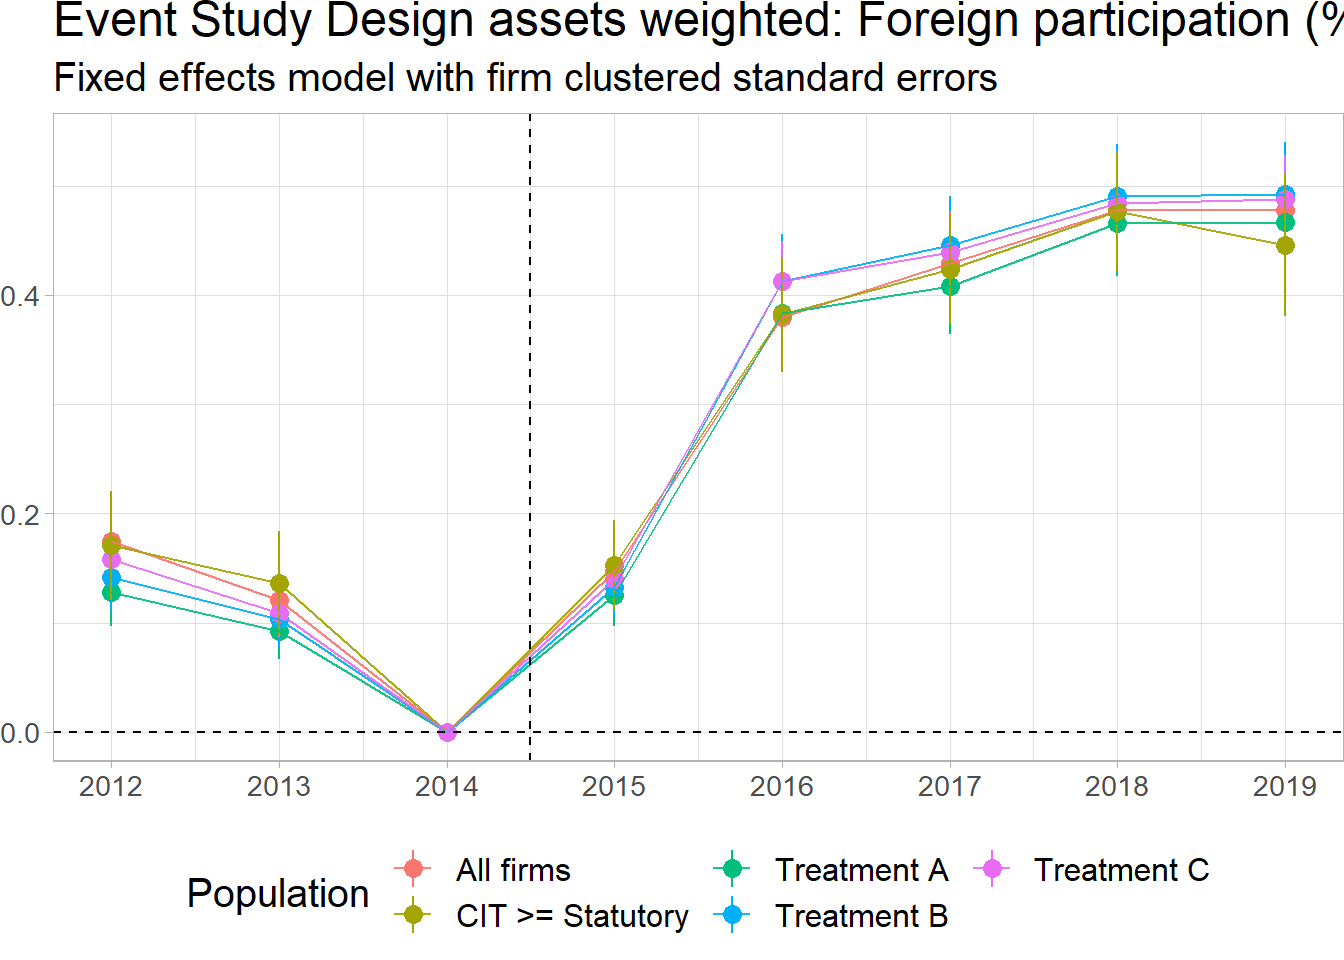 Event Study Design assets weighted: Foreign participation (%
Fixed effects model with firm clustered standard errors
0.4
0.2
0.0
2012 2013 2014 2015 2016 2017 2018 2019
Population
All firms Treatment A Treatment C
CIT >= Statutory Treatment B